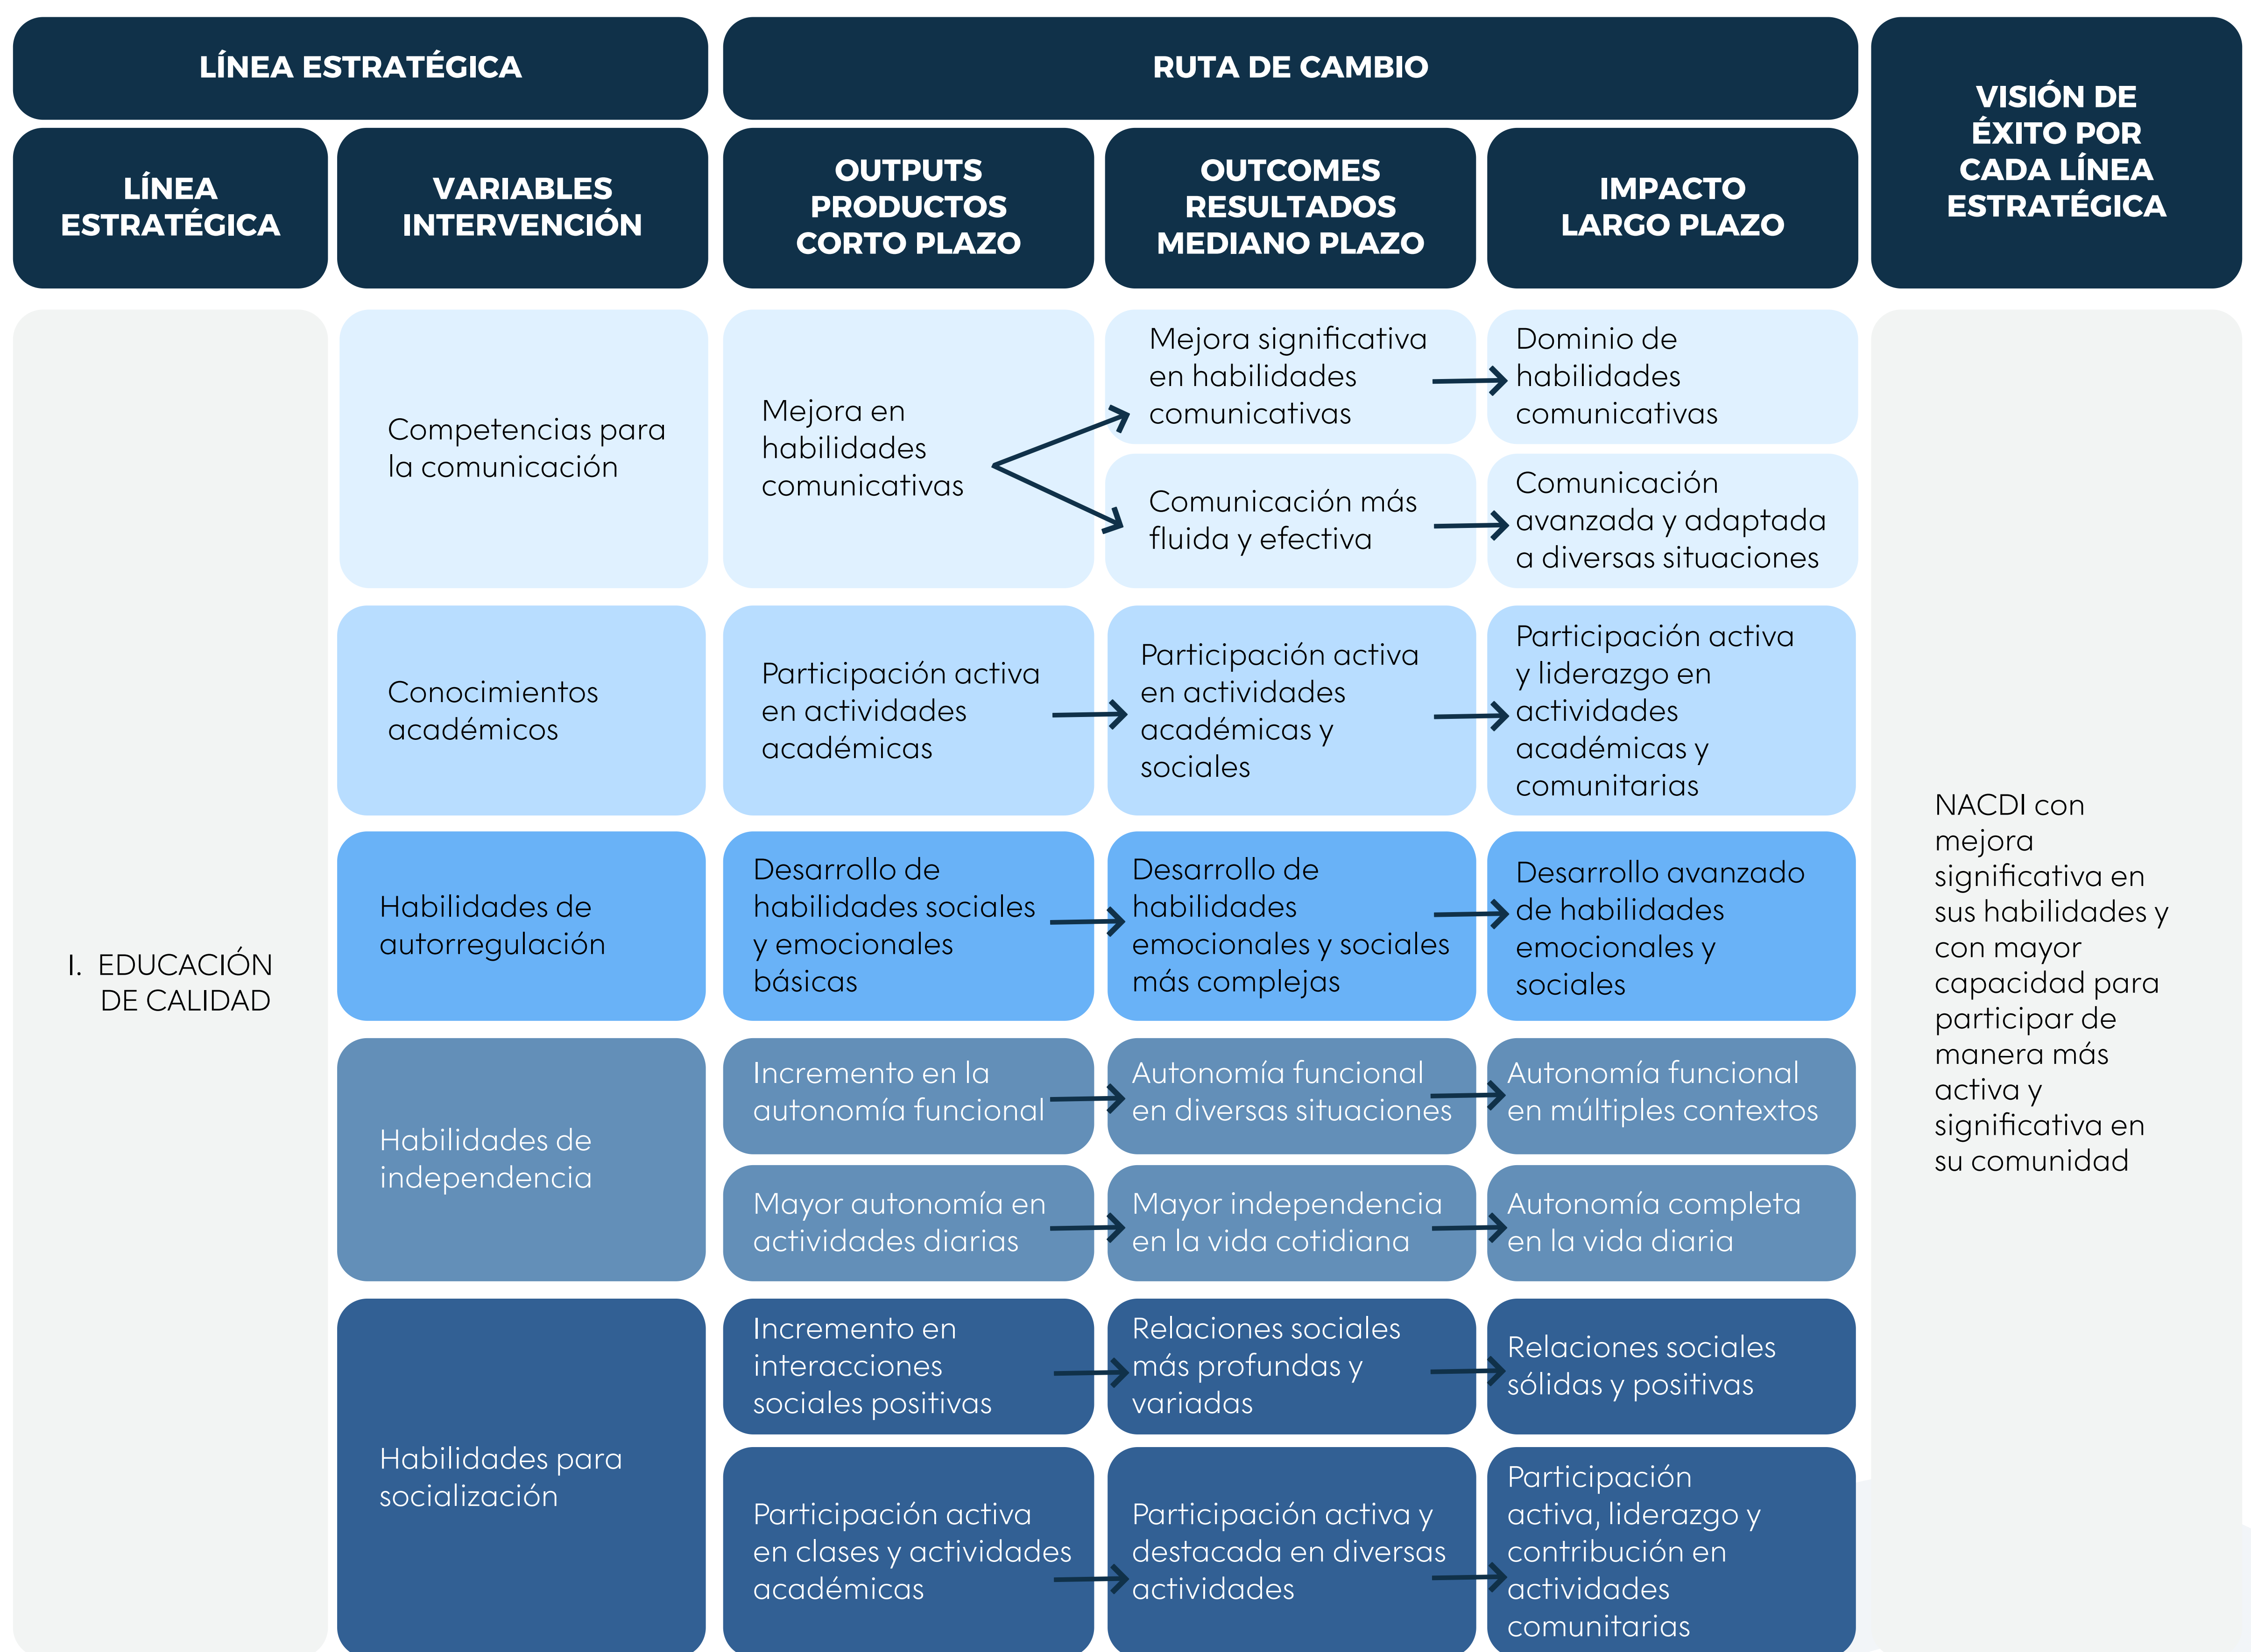 LÍNEA ESTRATÉGICA
RUTA DE CAMBIO
VISIÓN DE
ÉXITO POR
CADA LÍNEA
ESTRATÉGICA
LÍNEA
ESTRATÉGICA
VARIABLES
INTERVENCIÓN
OUTPUTS
PRODUCTOS
CORTO PLAZO
OUTCOMES
RESULTADOS
MEDIANO PLAZO
IMPACTO
LARGO PLAZO
I. EDUCACIÓN
DE CALIDAD
Competencias para
la comunicación
Mejora en
habilidades
comunicativas
Mejora significativa
en habilidades
comunicativas
Dominio de
habilidades
comunicativas
Comunicación más
fluida y efectiva
Comunicación
avanzada y adaptada
a diversas situaciones
Conocimientos
académicos
Participación activa
en actividades
académicas
Participación activa
en actividades
académicas y
sociales
Participación activa
y liderazgo en
actividades
académicas y
comunitarias
Habilidades de
autorregulación
Desarrollo de
habilidades sociales
y emocionales
básicas
Desarrollo de
habilidades
emocionales y sociales
más complejas
Desarrollo avanzado
de habilidades
emocionales y
sociales
Habilidades de
independencia
Incremento en la
autonomía funcional
Autonomía funcional
en diversas situaciones
Autonomía funcional
en múltiples contextos
Mayor autonomía en
actividades diarias
Mayor independencia
en la vida cotidiana
Autonomía completa
en la vida diaria
Habilidades para
socialización
Incremento en
interacciones
sociales positivas
Relaciones sociales
más profundas y
variadas
Relaciones sociales
sólidas y positivas
Participación activa
en clases y actividades
académicas
Participación activa y
destacada en diversas
actividades
Participación
activa, liderazgo y
contribución en
actividades
comunitarias
NACDI con
mejora
significativa en
sus habilidades y
con mayor
capacidad para
participar de
manera más
activa y
significativa en
su comunidad